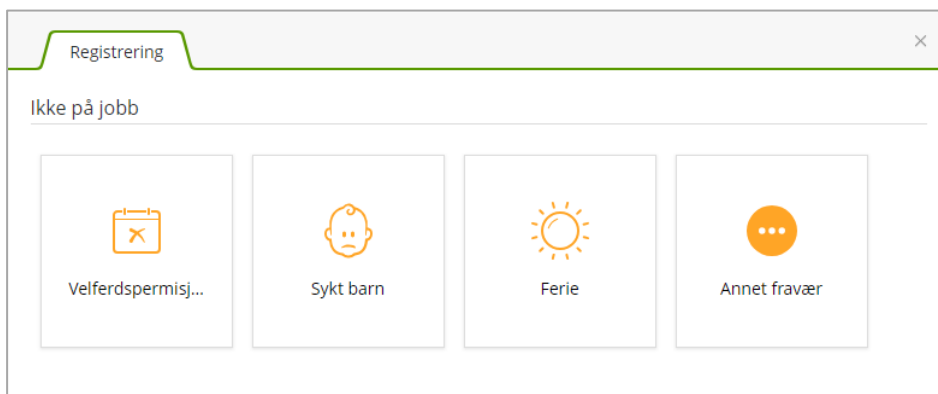 Registrering
Ikke på jobb
Velferdspermisj...
Sykt barn
Ferie
Annet fravær